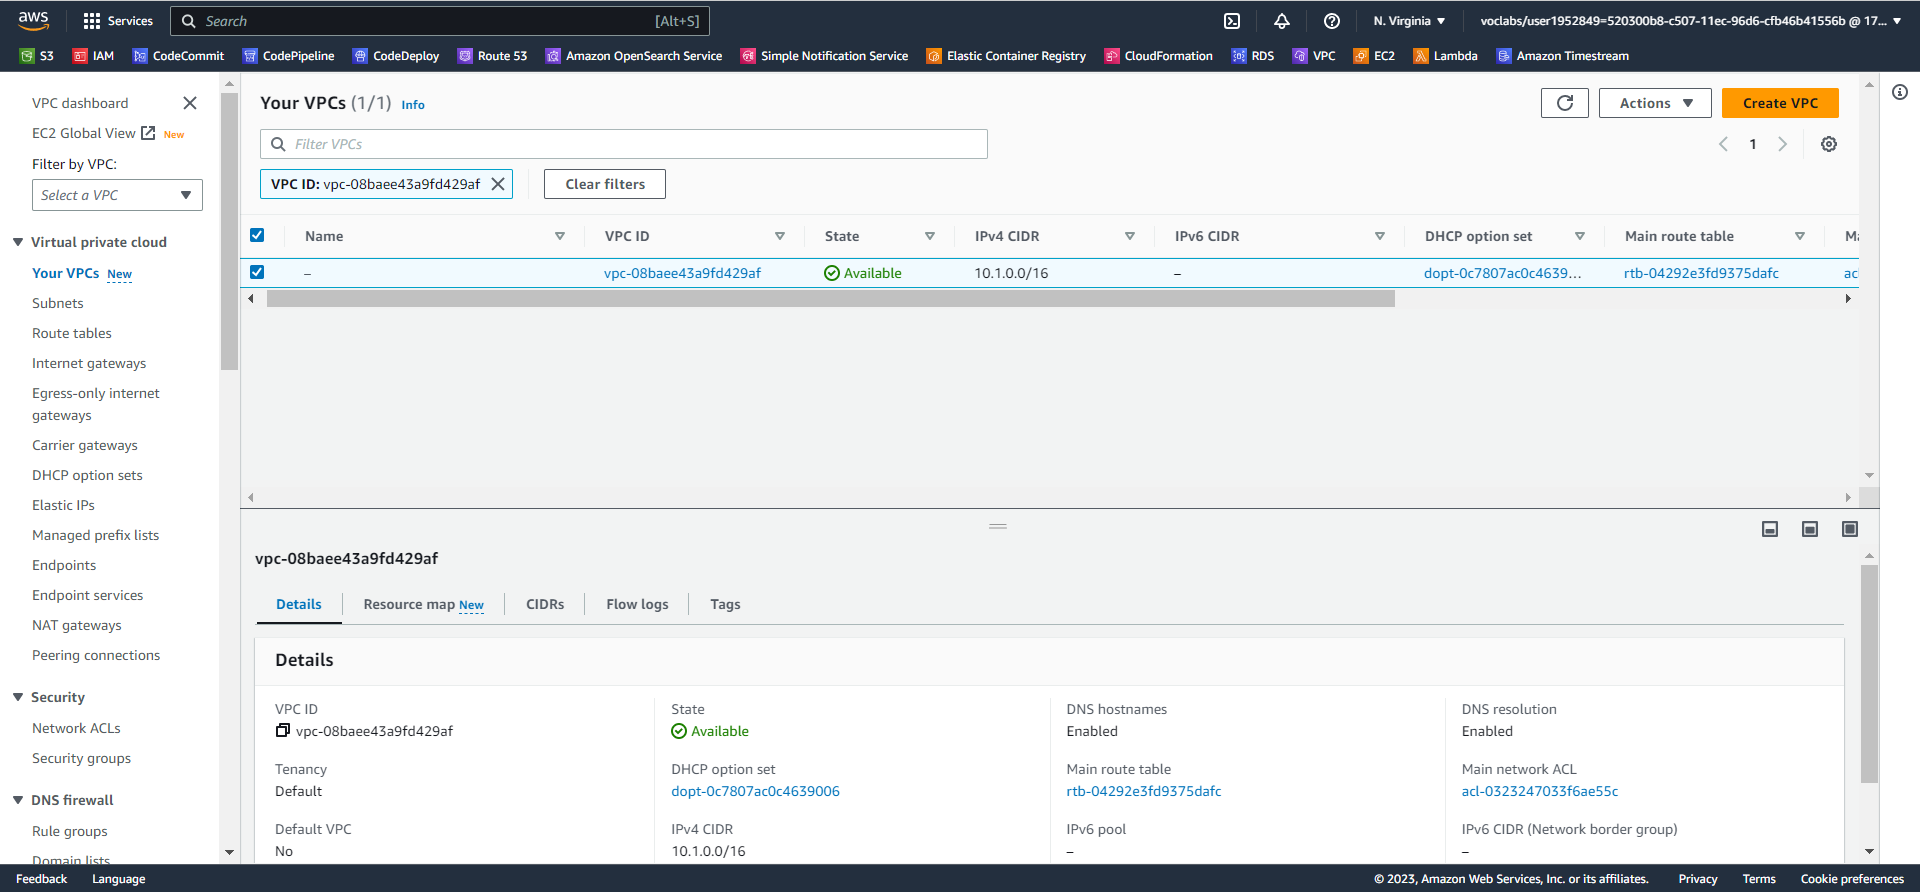 aws Services Search [Alt+S] N. Virginia voclabs/user1952849=520300b8-c507-11ec-96d6-cfb46b41556b @ 17...
S3 IAM CodeCommit CodePipeline CodeDeploy Route 53 Amazon OpenSearch Service Simple Notification Service Elastic Container Registry CloudFormation RDS VPC EC2 Lambda Amazon Timestream
VPC dashboard
EC2 Global View New
Filter by VPC:
Select a VPC
Virtual private cloud
Your VPCs New
Subnets
Route tables
Internet gateways
Egress-only internet
gateways
Carrier gateways
DHCP option sets
Elastic IPs
Managed prefix lists
Endpoints
Endpoint services
NAT gateways
Peering connections
Security
Network ACLs
Security groups
DNS firewall
Rule groups
Domain lists
Your VPCs (1/1) Info
Actions Create VPC
Filter VPCs
1
VPC ID: vpc-08baee43a9fd429af Clear filters
Name VPC ID State IPv4 CIDR IPv6 CIDR DHCP option set Main route table
– vpc-08baee43a9fd429af Available 10.1.0.0/16 – dopt-0c7807ac0c4639... rtb-04292e3fd9375dafc
vpc-08baee43a9fd429af
Details Resource map New CIDRs Flow logs Tags
Details
VPC ID State DNS hostnames DNS resolution
vpc-08baee43a9fd429af Available Enabled Enabled
Tenancy DHCP option set Main route table Main network ACL
Default dopt-0c7807ac0c4639006 rtb-04292e3fd9375dafc acl-0323247033f6ae55c
Default VPC IPv4 CIDR IPv6 pool IPv6 CIDR (Network border group)
No 10.1.0.0/16 – –
Feedback Language © 2023, Amazon Web Services, Inc. or its affiliates. Privacy Terms Cookie preferences